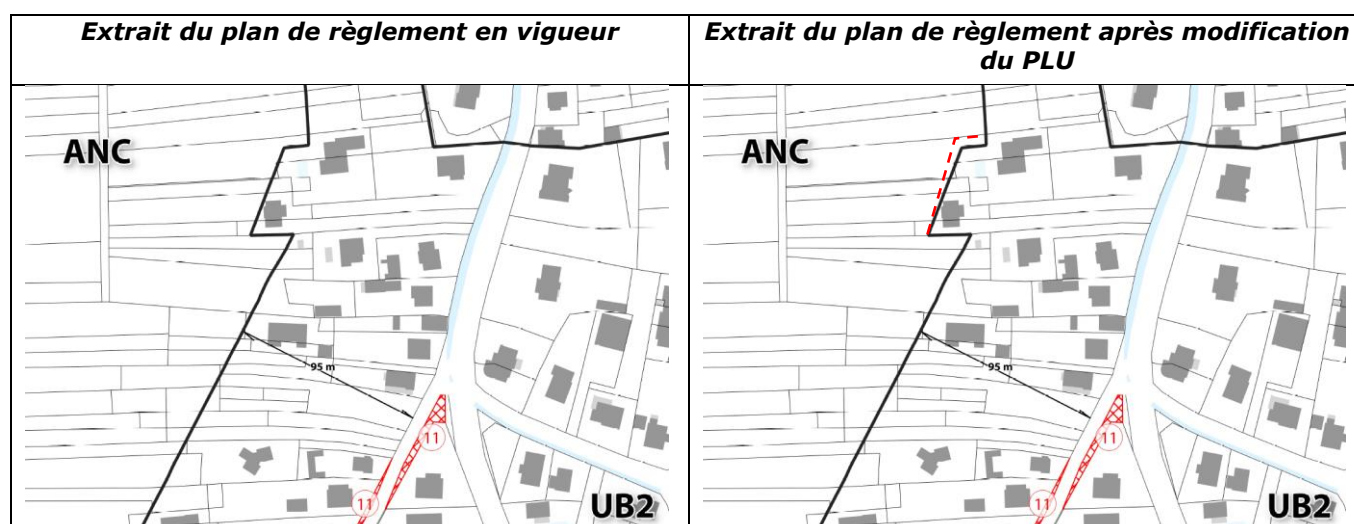 Extrait du plan de règlement en vigueur
Extrait du plan de règlement après modification
du PLU
ANC
95 m
11
11
UB2
ANC
95 m
11
11
UB2